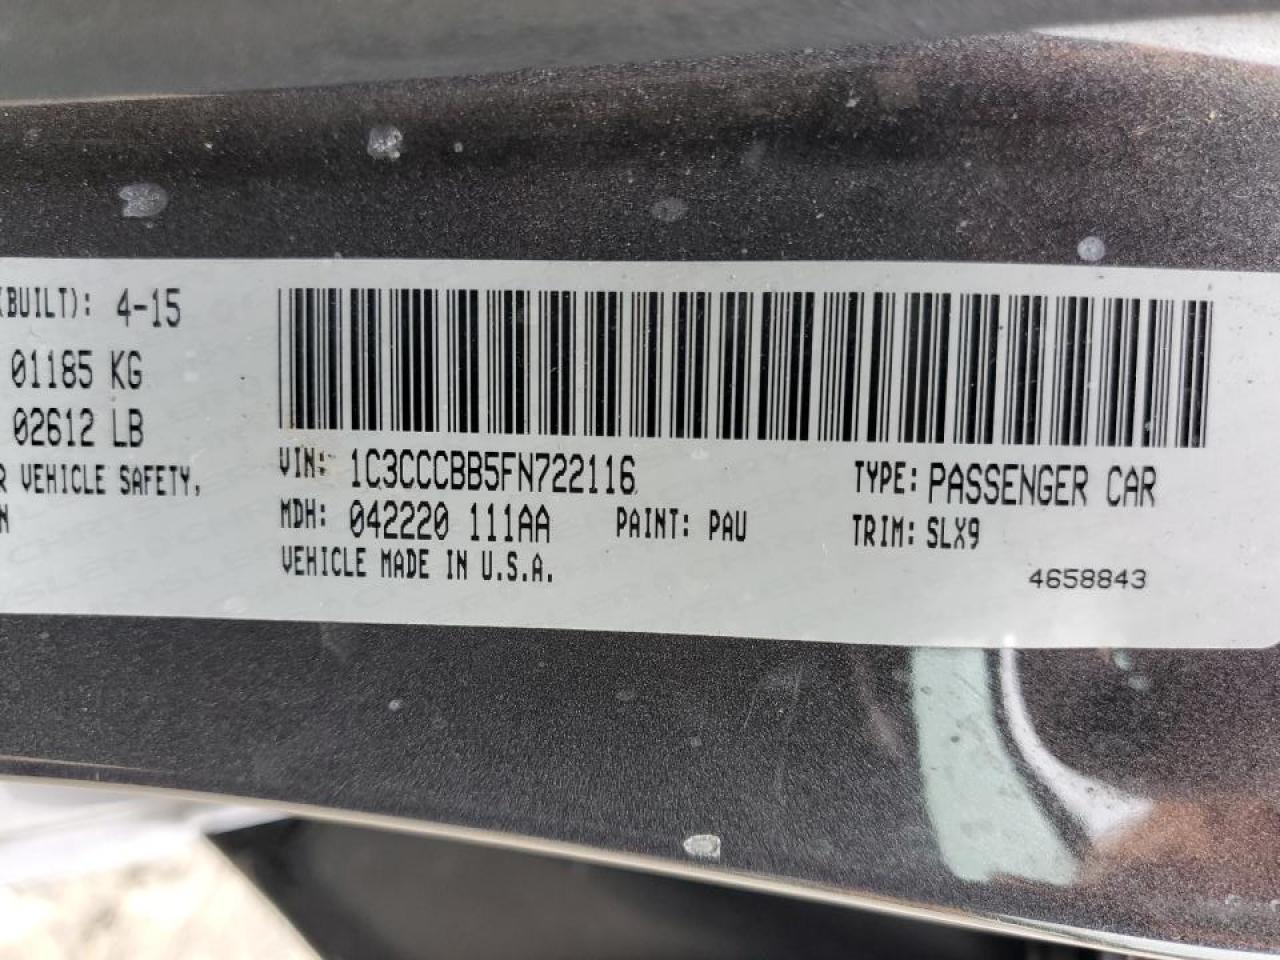 (BUILT): 4-15
01185 KG
02612 LB
R VEHICLE SAFETY,
N
VIN: 1C3CCCBB5FN722116 TYPE: PASSENGER CAR
MDH: 042220 111AA PAINT: PAU TRIM: SLX9
VEHICLE MADE IN U.S.A.
4658843